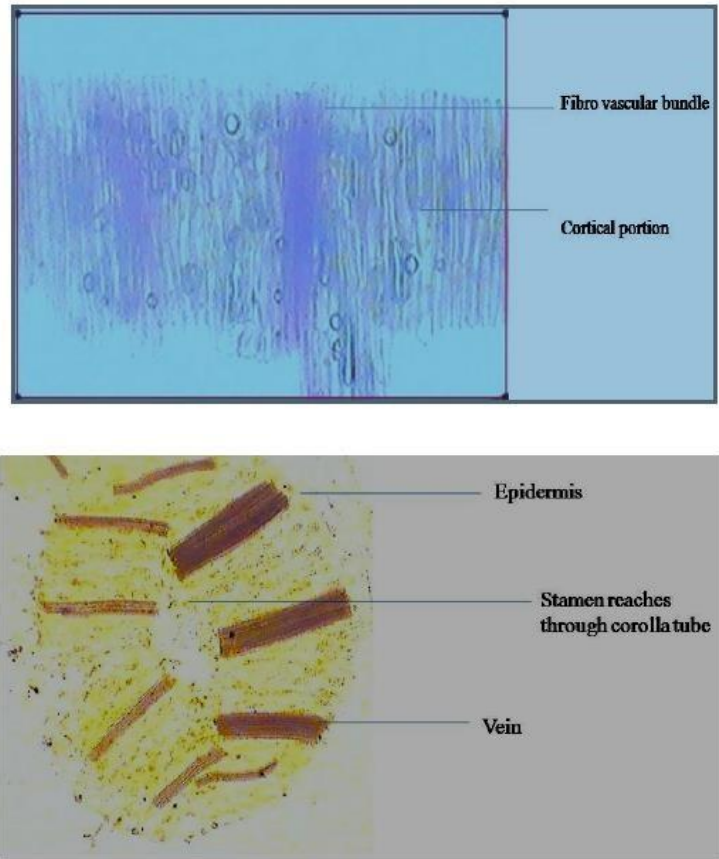 Fibro vascular bundle
Cortical portion
Epidermis
Stamen reaches
through corolla tube
Vein